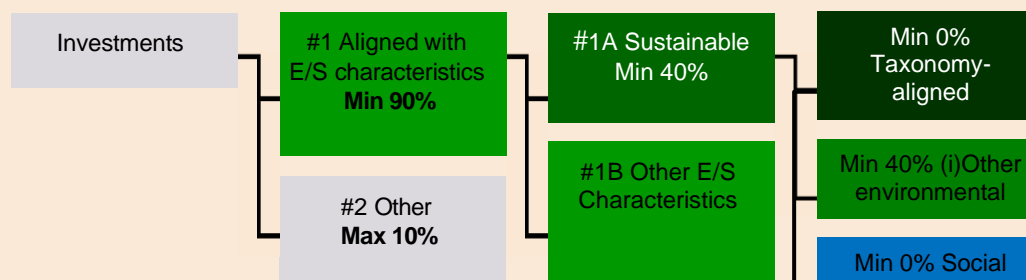 Investments
#1 Aligned with
E/S characteristics
Min 90%
#2 Other
Max 10%
#1A Sustainable
Min 40%
#1B Other E/S
Characteristics
Min 0%
Taxonomy-
aligned
Min 40% (i)Other
environmental
Min 0% Social